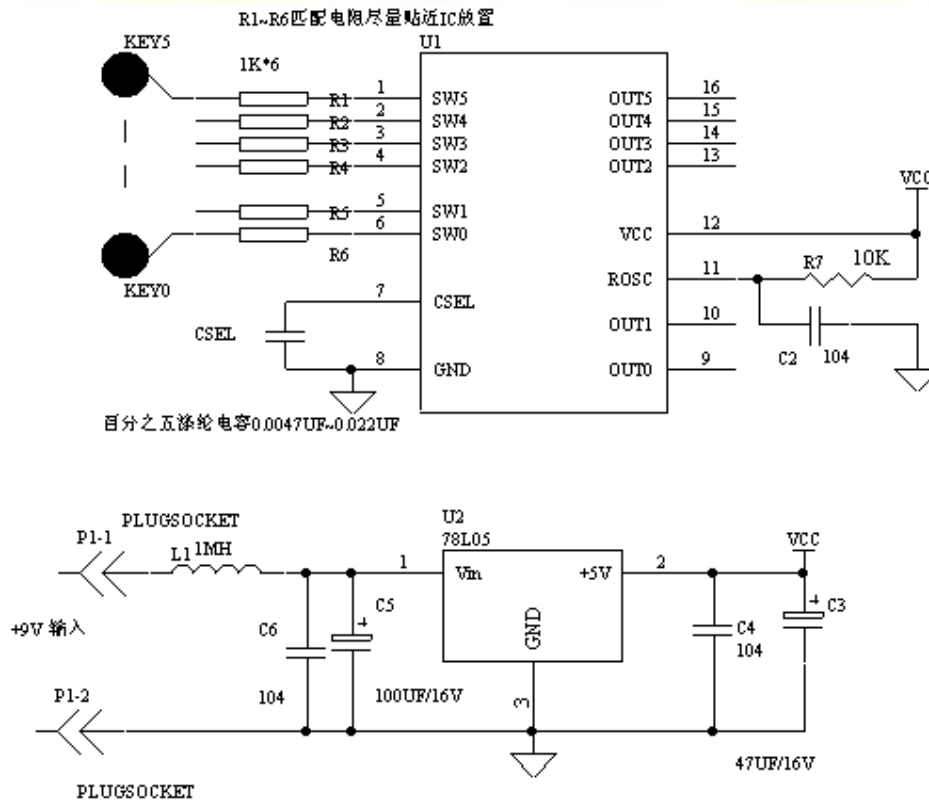 R1~R6匹配电阻尽量贴近IC放置
KEY5
U1
1K*6
1
SW5
OUT5
16
R1
2
SW4
OUT4
15
R2
3
SW3
OUT3
14
R3
4
SW2
OUT2
13
R4
VCC
5
SW1
R5
6
SW0
VCC
12
R6
KEY0
ROSC
11
R7
10K
7
CSEL
CSEL
OUT1
10
C2
104
8
GND
OUT0
9
百分之五涤纶电容0.0047UF~0.022UF
PLUGSOCKET
U2
P1-1
78L05
VCC
L1
1MH
1
Vin
+5V
2
C5
+
C3
+
+9V 输入
C6
GND
C4
104
P1-2
104
100UF/16V
3
47UF/16V
PLUGSOCKET